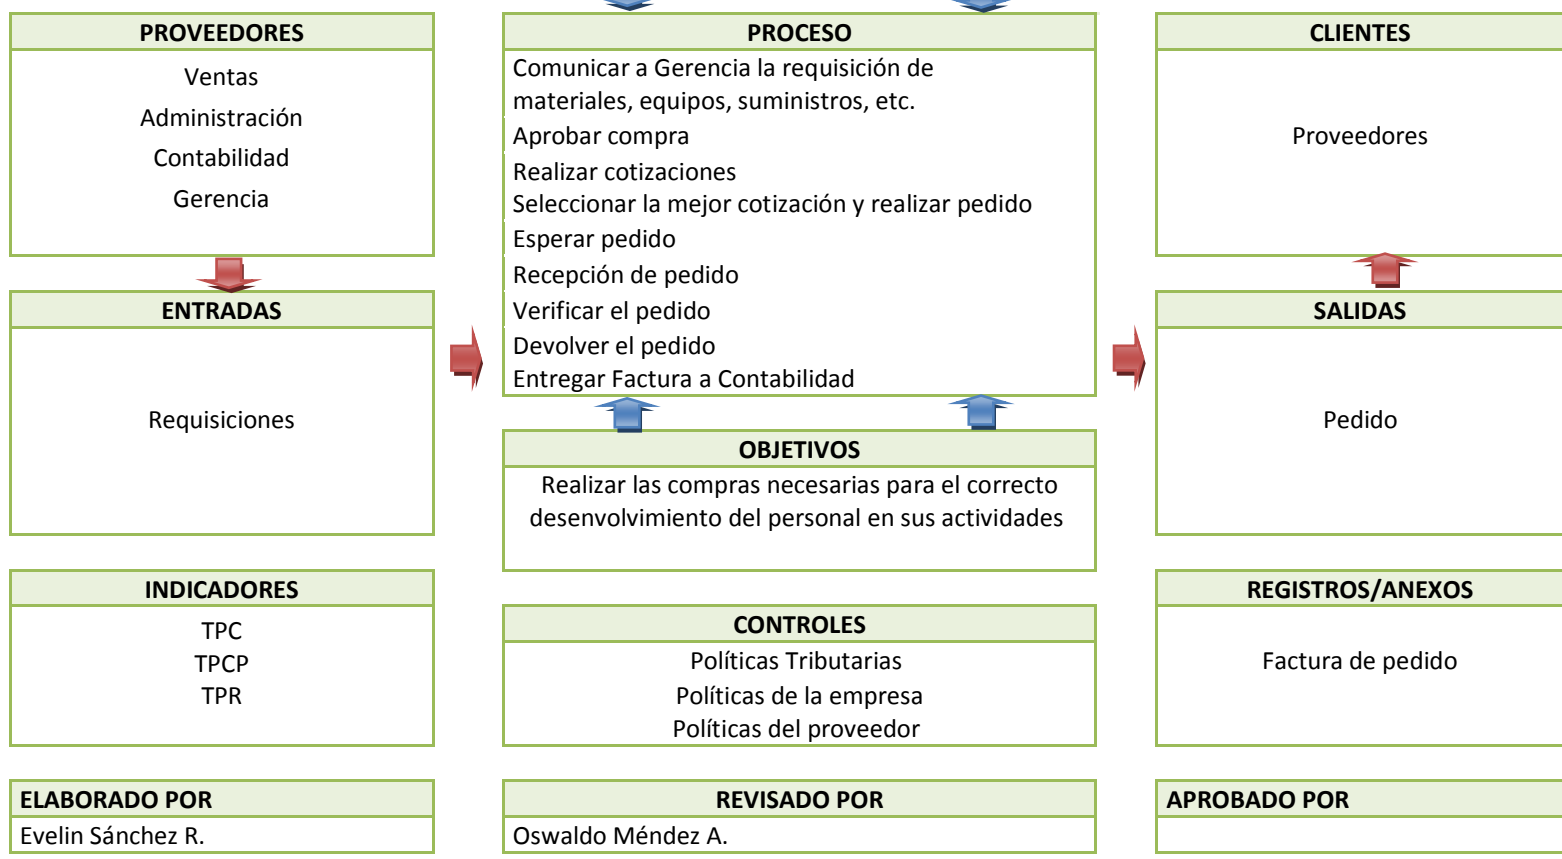 PROVEEDORES
Ventas
Administración
Contabilidad
Gerencia
PROCESO
Comunicar a Gerencia la requisición de
materiales, equipos, suministros, etc.
Aprobar compra
Realizar cotizaciones
Seleccionar la mejor cotización y realizar pedido
Esperar pedido
Recepción de pedido
Verificar el pedido
Devolver el pedido
Entregar Factura a Contabilidad
CLIENTES
Proveedores
ENTRADAS
Requisiciones
SALIDAS
Pedido
OBJETIVOS
Realizar las compras necesarias para el correcto
desenvolvimiento del personal en sus actividades
INDICADORES
TPC
TPCP
TPR
CONTROLES
Políticas Tributarias
Políticas de la empresa
Políticas del proveedor
REGISTROS/ANEXOS
Factura de pedido
ELABORADO POR
Evelin Sánchez R.
REVISADO POR
Oswaldo Méndez A.
APROBADO POR